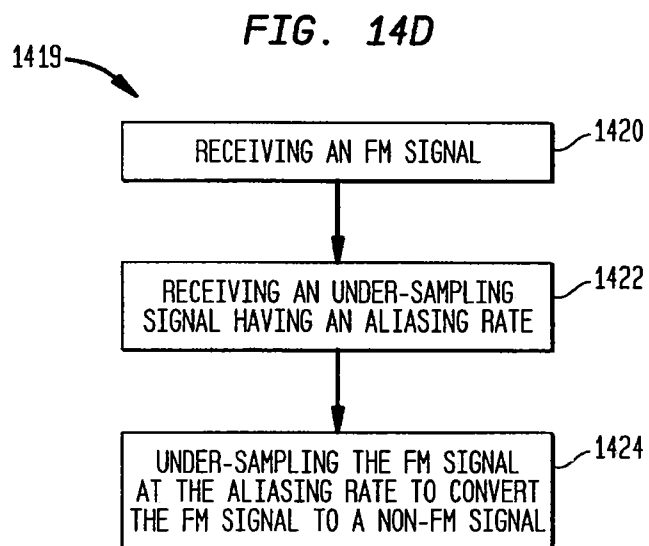 FIG. 14D
1419
RECEIVING AN FM SIGNAL
1420
RECEIVING AN UNDER-SAMPLING
SIGNAL HAVING AN ALIASING RATE
1422
UNDER-SAMPLING THE FM SIGNAL
AT THE ALIASING RATE TO CONVERT
THE FM SIGNAL TO A NON-FM SIGNAL
1424